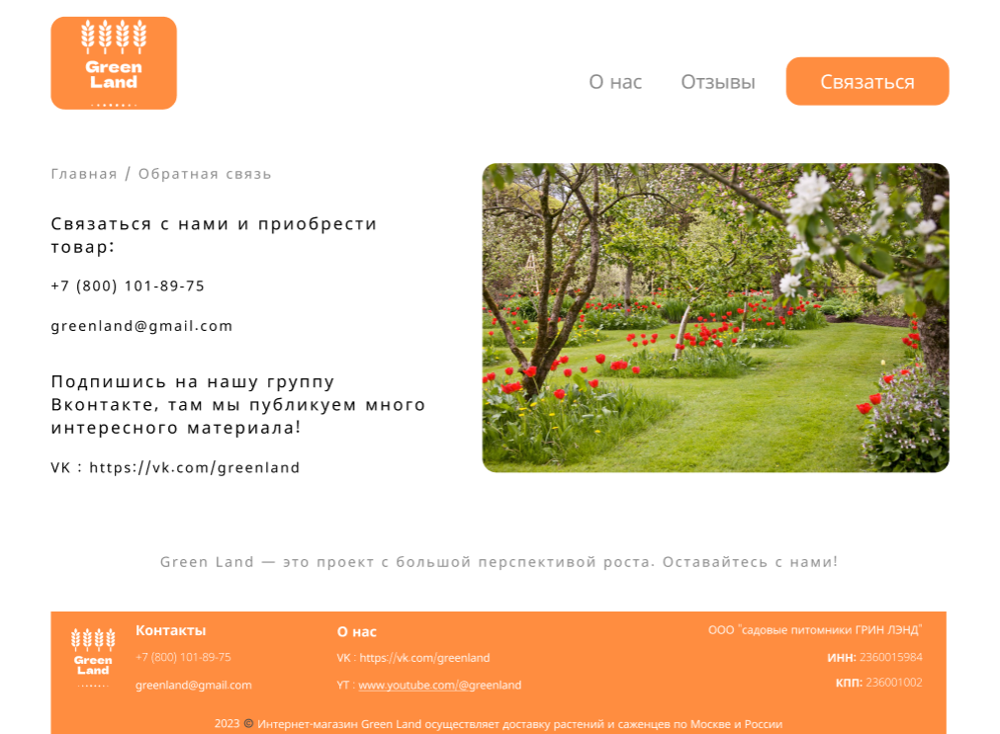 Green
Land
О нас
Отзывы
Связаться
Главная / Обратная связь
Связаться с нами и приобрести
товар:
+7 (800) 101-89-75
greenland@gmail.com
Подпишись на нашу группу
Вконтакте, там мы публикуем много
интересного материала!
VK : https://vk.com/greenland
Green Land — это проект с большой перспективой роста. Оставайтесь с нами!
Green
Land
Контакты
+7 (800) 101-89-75
greenland@gmail.com
О нас
VK : https://vk.com/greenland
YT : www.youtube.com/@greenland
ООО "садовые питомники ГРИН ЛЭНД"
ИНН: 2360015984
КПП: 236001002
2023 © Интернет-магазин Green Land осуществляет доставку растений и саженцев по Москве и России